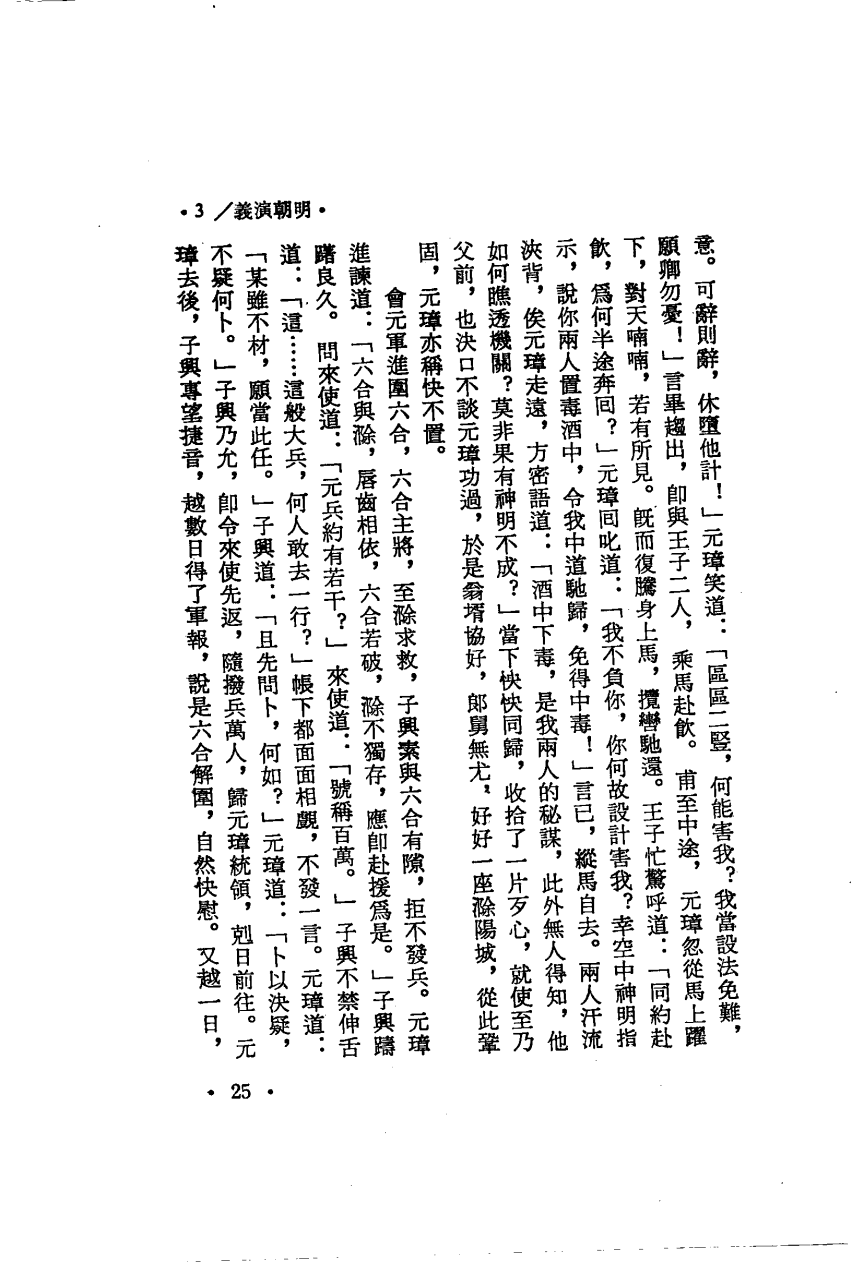 •3／義演朝明•
意。可辭則辭，休墮他計！」元璋笑道：「區區二豎，何能害我？我當設法免難，
願卿勿憂！」言畢趨出，卽與王子二人，乘馬赴飲。甫至中途，元璋忽從馬上躍
下，對天喃喃，若有所見。旣而復騰身上馬，攬轡馳還。王子忙驚呼道：「同約赴
飲，爲何半途奔回？」元璋回叱道：「我不負你，你何故設計害我？幸空中神明指
示，說你兩人置毒酒中，令我中道馳歸，免得中毒！」言已，縱馬自去。兩人汗流
浹背，俟元璋走遠，方密語道：「酒中下毒，是我兩人的秘謀，此外無人得知，他
如何瞧透機關？莫非果有神明不成？」當下怏怏同歸，收拾了一片歹心，就使至乃
父前，也決口不談元璋功過，於是翁壻協好，郎舅無尤，好好一座滁陽城，從此鞏
固，元璋亦稱快不置。
會元軍進圍六合，六合主將，至滁求救，子興素與六合有隙，拒不發兵。元璋
進諫道：「六合與滁，唇齒相依，六合若破，滁不獨存，應卽赴援爲是。」子興躊
躇良久。問來使道：「元兵約有若干？」來使道：「號稱百萬。」子興不禁伸舌
道：「這……這般大兵，何人敢去一行？」帳下都面面相覷，不發一言。元璋道：
「某雖不材，願當此任。」子興道：「且先問卜，何如？」元璋道：「卜以決疑，
不疑何卜。」子興乃允，卽令來使先返，隨撥兵萬人，歸元璋統領，剋日前往。元
璋去後，子興專望捷音，越數日得了軍報，說是六合解圍，自然快慰。又越一日，
•25•